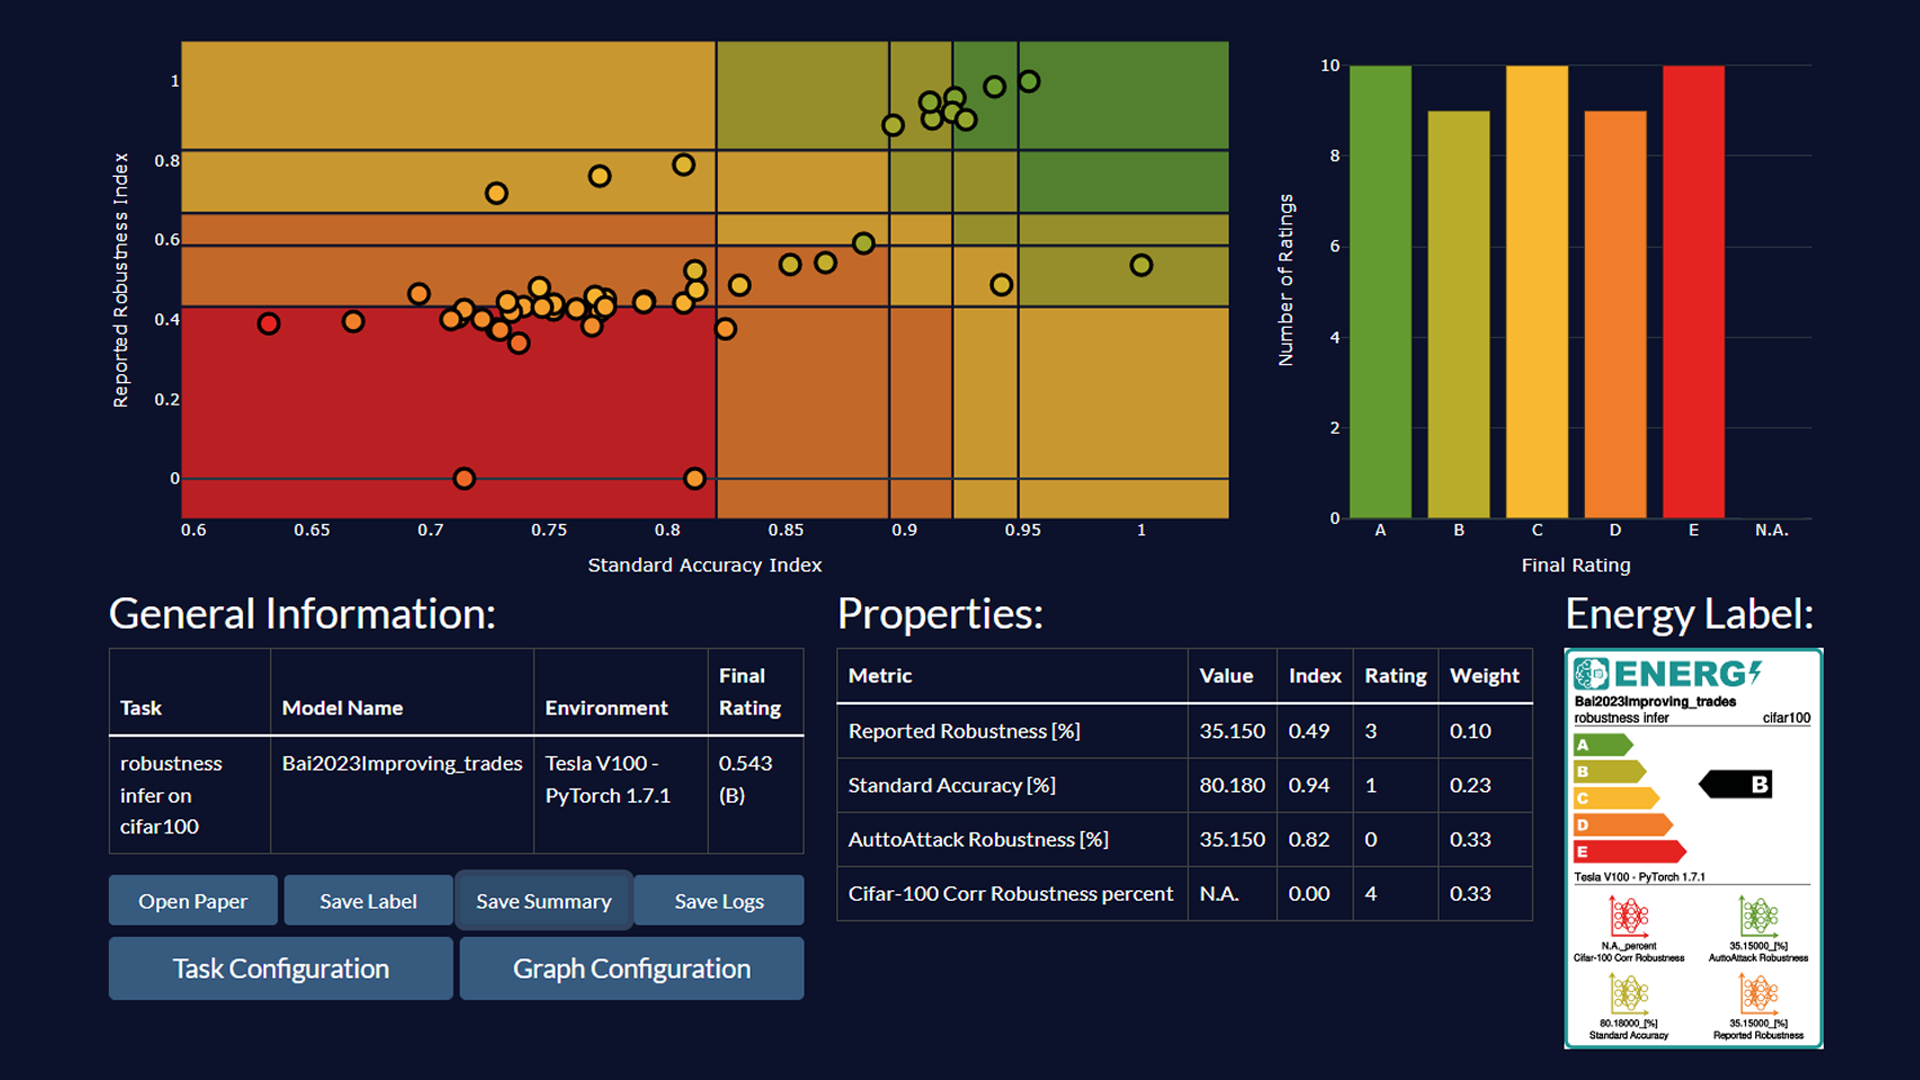 1
0.8
0.6
0.4
0.2
0
Reported Robustness Index
0.6 0.65 0.7 0.75 0.8 0.85 0.9 0.95 1
Standard Accuracy Index
10
8
6
4
2
0
Number of Ratings
A B C D E N.A.
Final Rating
General Information:
Task Model Name Environment Final Rating
robustness infer on cifar100 Bai2023Improving_trades Tesla V100 - PyTorch 1.7.1 0.543 (B)
Open Paper Save Label Save Summary Save Logs
Task Configuration Graph Configuration
Properties:
Metric Value Index Rating Weight
Reported Robustness [%] 35.150 0.49 3 0.10
Standard Accuracy [%] 80.180 0.94 1 0.23
AuttoAttack Robustness [%] 35.150 0.82 0 0.33
Cifar-100 Corr Robustness percent N.A. 0.00 4 0.33
Energy Label:
ENERG
Bai2023Improving_trades
robustness infer cifar100
A
B B
C
D
E
Tesla V100 - PyTorch 1.7.1
N.A._percent 35.15000_[%]
Cifar-100 Corr Robustness AuttoAttack Robustness
80.18000_[%] 35.15000_[%]
Standard Accuracy Reported Robustness